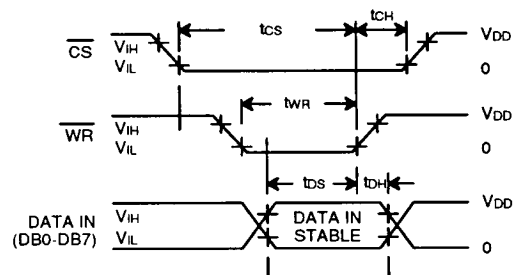 tCS tCH
CS VIH VIL VDD 0
tWR
WR VIH VIL VDD 0
tDS tDH
DATA IN (DB0-DB7) VIH VIL DATA IN STABLE VDD 0